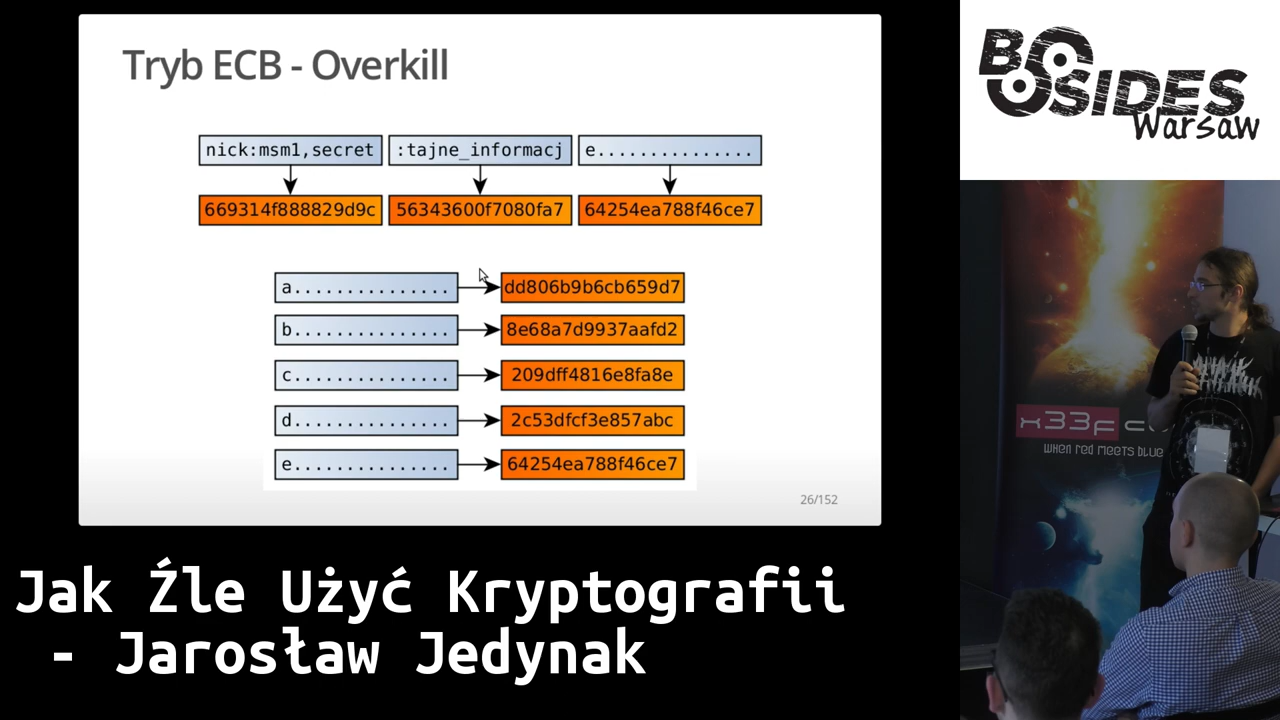 Tryb ECB - Overkill
nick:msm1,secret :tajne_informacj e...............
669314f888829d9c 56343600f7080fa7 64254ea788f46ce7
a............... dd806b9b6cb659d7
b............... 8e68a7d9937aafd2
c............... 209dff4816e8fa8e
d............... 2c53dfcf3e857abc
e............... 64254ea788f46ce7
26/152
Jak Źle Użyć Kryptografii
- Jarosław Jedynak
BSIDES
Warsaw
x33fc
when red meets blue